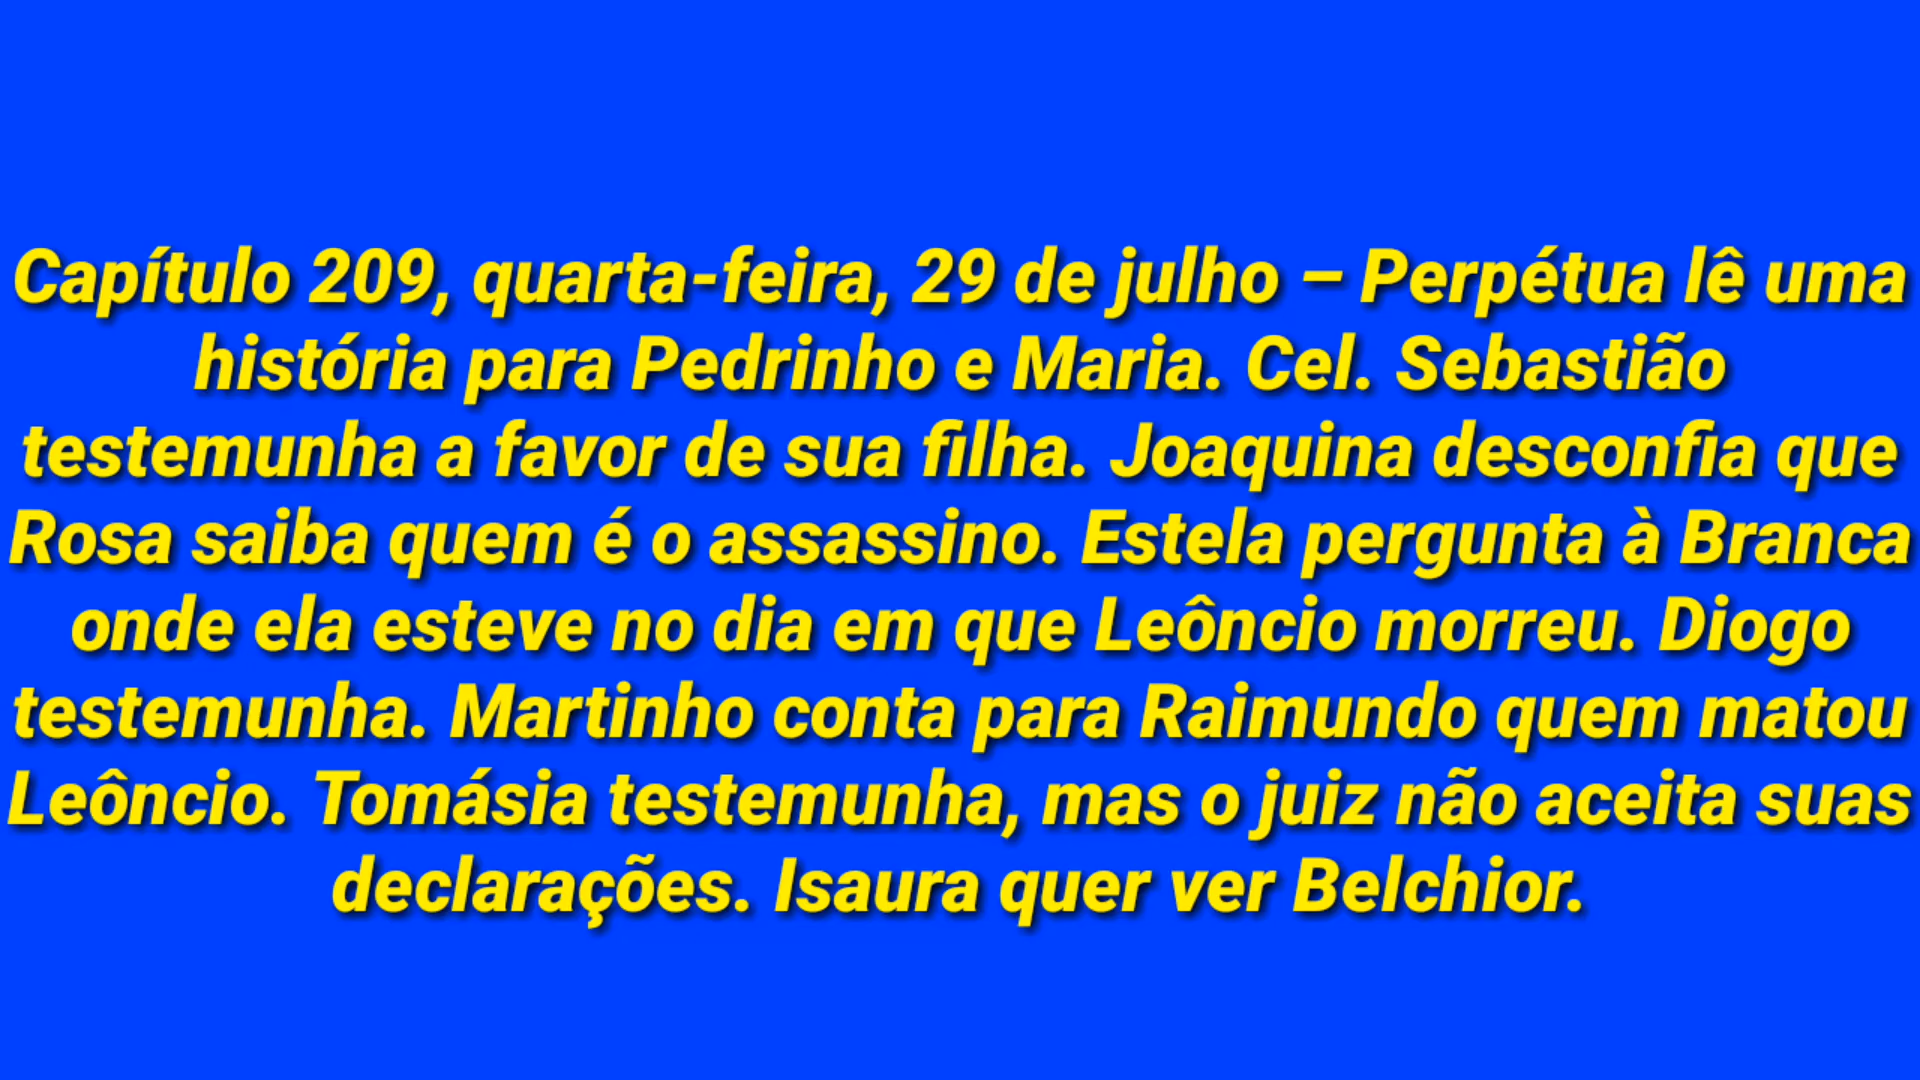 Capítulo 209, quarta-feira, 29 de julho – Perpétua lê uma
história para Pedrinho e Maria. Cel. Sebastião
testemunha a favor de sua filha. Joaquina desconfia que
Rosa saiba quem é o assassino. Estela pergunta à Branca
onde ela esteve no dia em que Leôncio morreu. Diogo
testemunha. Martinho conta para Raimundo quem matou
Leôncio. Tomásia testemunha, mas o juiz não aceita suas
declarações. Isaura quer ver Belchior.